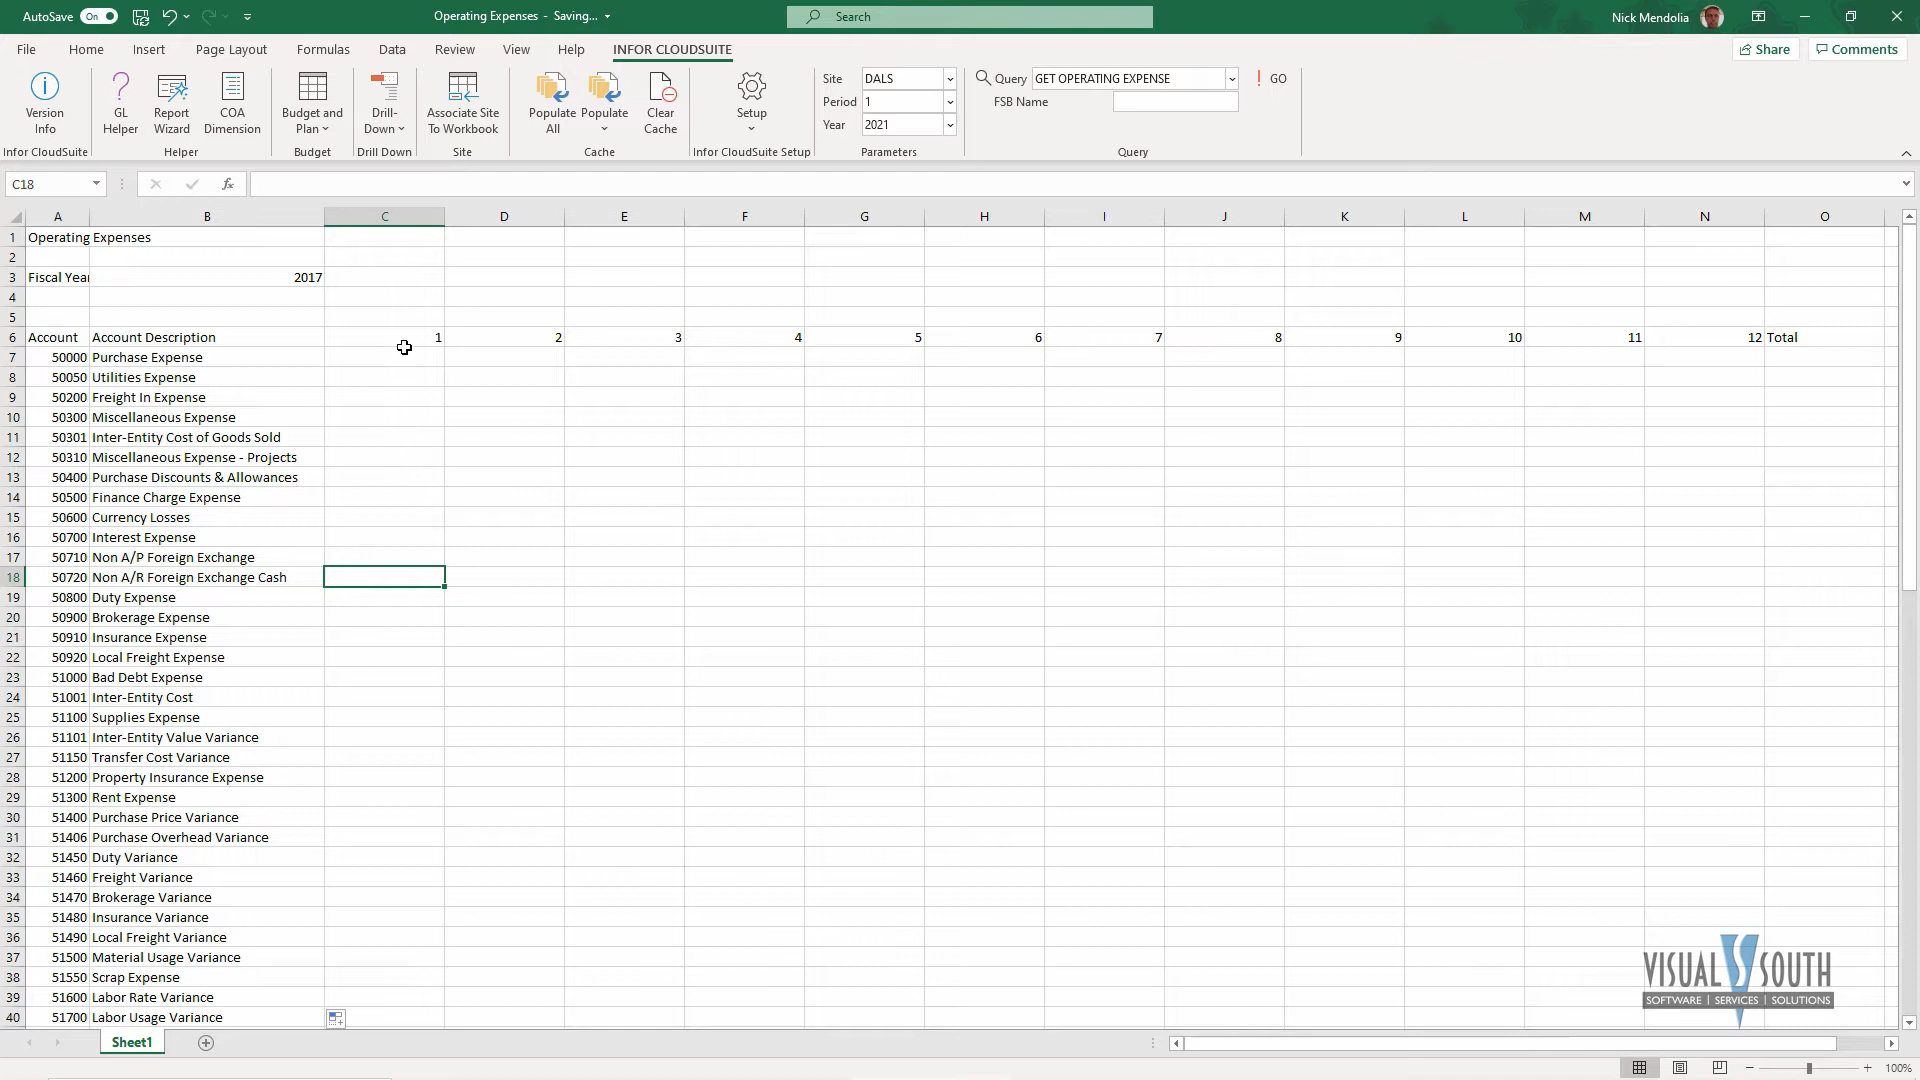 AutoSave On Operating Expenses - Saving... Search Nick Mendolia
File Home Insert Page Layout Formulas Data Review View Help INFOR CLOUDSUITE Share Comments
Version Info
GL Helper
Report Wizard
COA Dimension
Budget and Plan
Drill-Down
Associate Site To Workbook
Populate All
Populate
Clear Cache
Setup
Site DALS
Period 1
Year 2021
Query GET OPERATING EXPENSE GO
FSB Name
Infor CloudSuite Helper Budget Drill Down Site Cache Infor CloudSuite Setup Parameters Query
C18 fx
A B C D E F G H I J K L M N O
1 Operating Expenses
2
3 Fiscal Year 2017
4
5
6 Account Account Description 1 2 3 4 5 6 7 8 9 10 11 12 Total
7 50000 Purchase Expense
8 50050 Utilities Expense
9 50200 Freight In Expense
10 50300 Miscellaneous Expense
11 50301 Inter-Entity Cost of Goods Sold
12 50310 Miscellaneous Expense - Projects
13 50400 Purchase Discounts & Allowances
14 50500 Finance Charge Expense
15 50600 Currency Losses
16 50700 Interest Expense
17 50710 Non A/P Foreign Exchange
18 50720 Non A/R Foreign Exchange Cash
19 50800 Duty Expense
20 50900 Brokerage Expense
21 50910 Insurance Expense
22 50920 Local Freight Expense
23 51000 Bad Debt Expense
24 51001 Inter-Entity Cost
25 51100 Supplies Expense
26 51101 Inter-Entity Value Variance
27 51150 Transfer Cost Variance
28 51200 Property Insurance Expense
29 51300 Rent Expense
30 51400 Purchase Price Variance
31 51406 Purchase Overhead Variance
32 51450 Duty Variance
33 51460 Freight Variance
34 51470 Brokerage Variance
35 51480 Insurance Variance
36 51490 Local Freight Variance
37 51500 Material Usage Variance
38 51550 Scrap Expense
39 51600 Labor Rate Variance
40 51700 Labor Usage Variance
VISUAL SOUTH
SOFTWARE | SERVICES | SOLUTIONS
Sheet1
100%